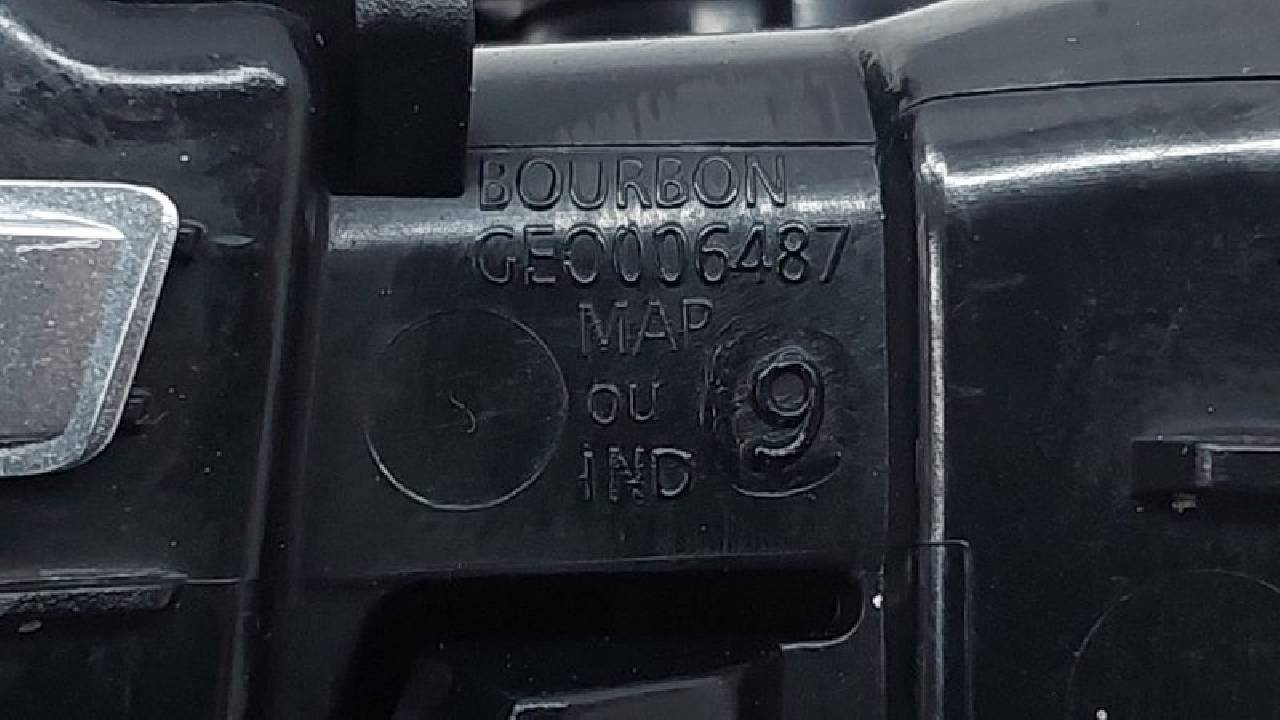 BOURBON
GE0006487
MAP
OU
IND
9